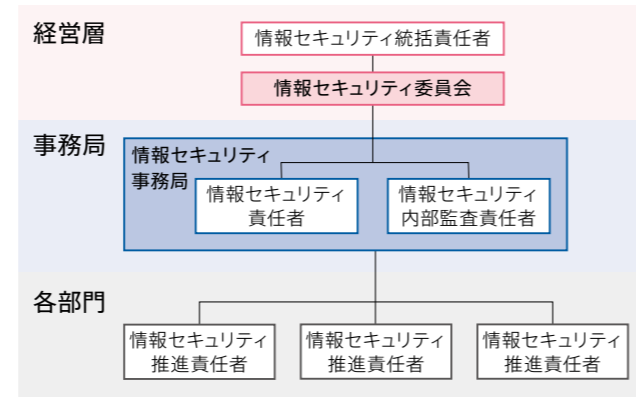 経営層
情報セキュリティ統括責任者
情報セキュリティ委員会
事務局
情報セキュリティ
事務局
情報セキュリティ
責任者
情報セキュリティ
内部監査責任者
各部門
情報セキュリティ
推進責任者
情報セキュリティ
推進責任者
情報セキュリティ
推進責任者